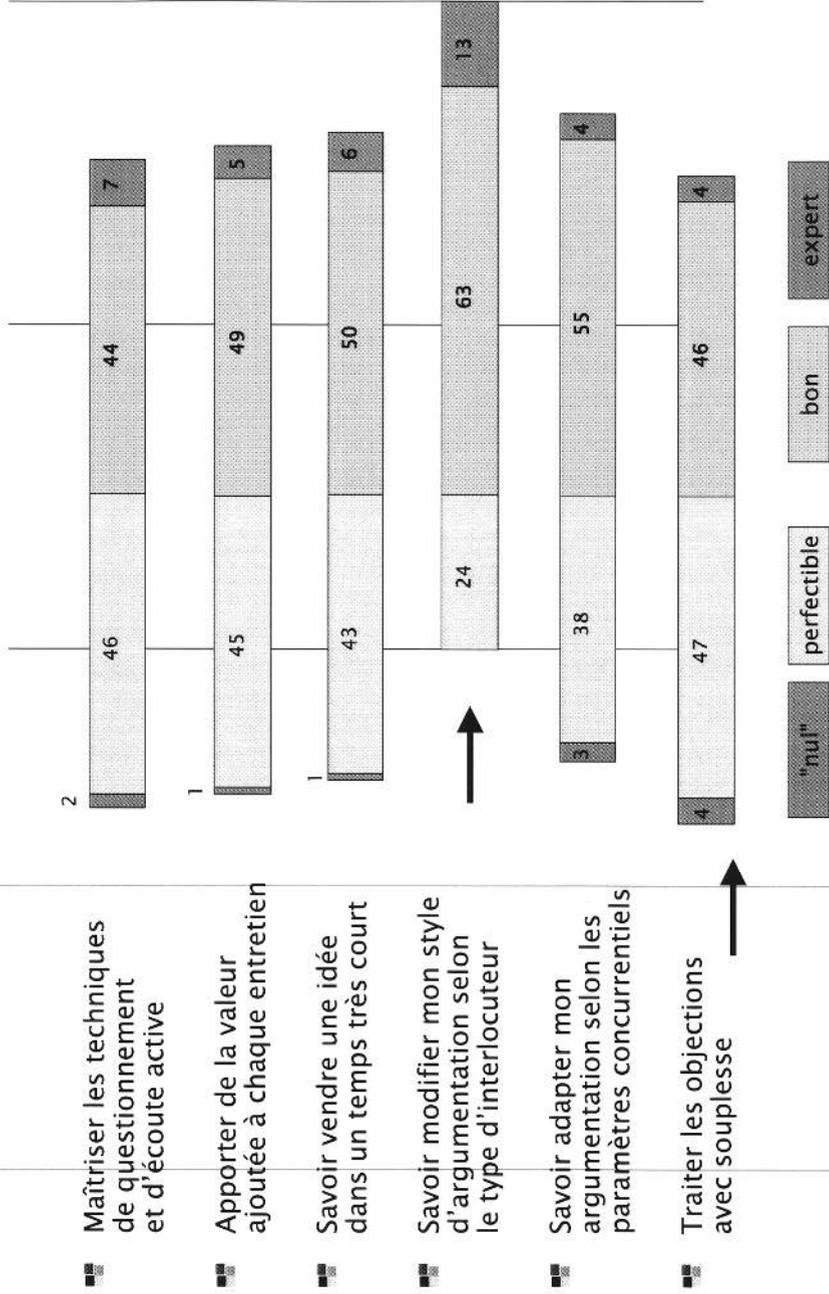 Maîtriser les techniques
de questionnement
et d'écoute active
2
46
44
7
Apporter de la valeur
ajoutée à chaque entretien
1
45
49
5
Savoir vendre une idée
dans un temps très court
1
43
50
6
Savoir modifier mon style
d'argumentation selon
le type d'interlocuteur
24
63
13
Savoir adapter mon
argumentation selon les
paramètres concurrentiels
3
38
55
4
Traiter les objections
avec souplesse
4
47
46
4
"nul"
perfectible
bon
expert